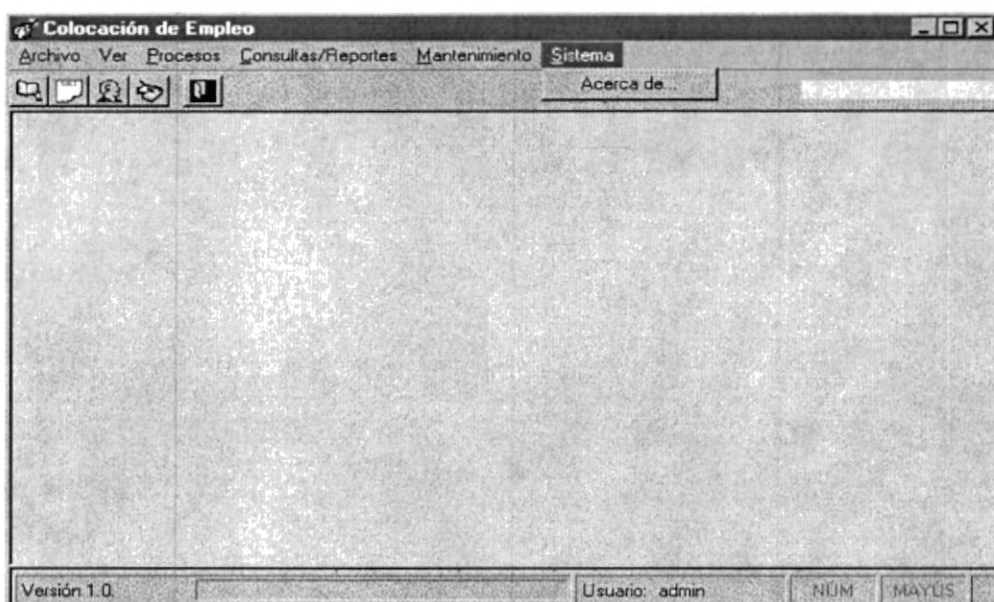 Colocación de Empleo
Archivo Ver Procesos Consultas/Reportes Mantenimiento Sistema
Acerca de...
Versión 1.0. Usuario: admin NÚM MAYÚS